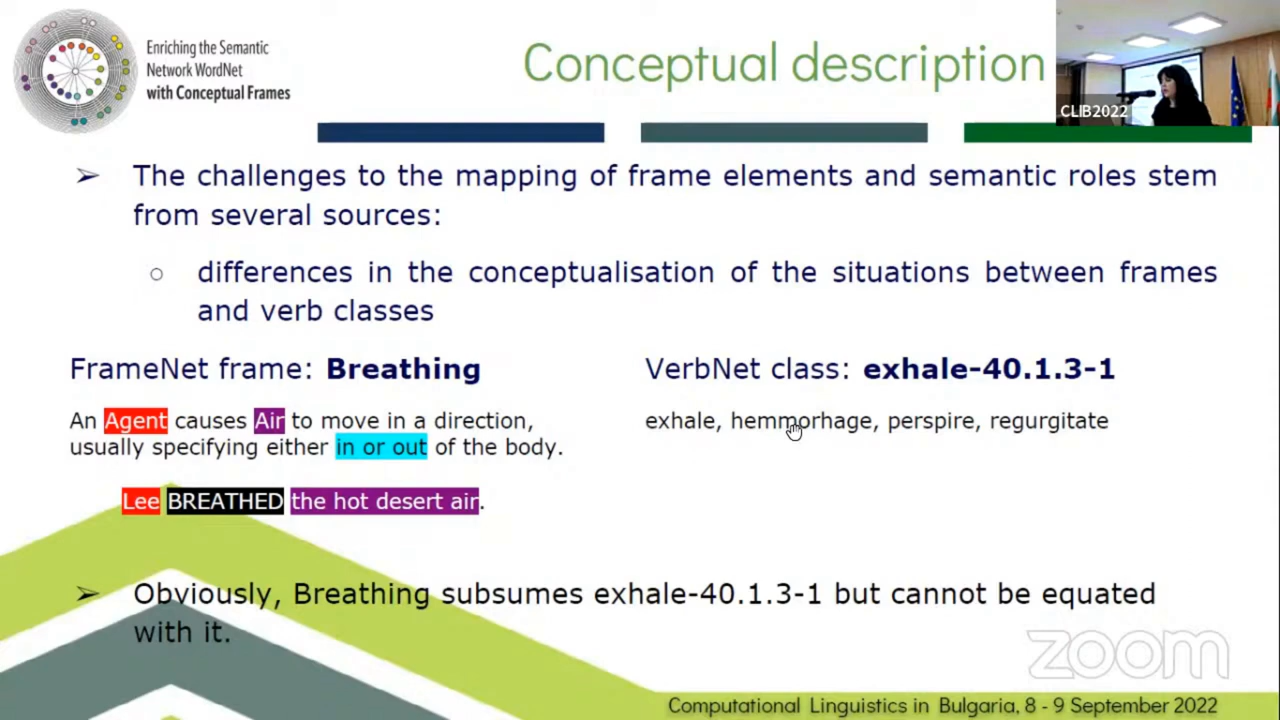 Enriching the Semantic
Network WordNet
with Conceptual Frames
Conceptual description
CLIB2022
➢ The challenges to the mapping of frame elements and semantic roles stem
from several sources:
○ differences in the conceptualisation of the situations between frames
and verb classes
FrameNet frame: Breathing
An Agent causes Air to move in a direction,
usually specifying either in or out of the body.
Lee BREATHED the hot desert air.
VerbNet class: exhale-40.1.3-1
exhale, hemmorhage, perspire, regurgitate
➢ Obviously, Breathing subsumes exhale-40.1.3-1 but cannot be equated
with it.
zoom
Computational Linguistics in Bulgaria, 8 - 9 September 2022